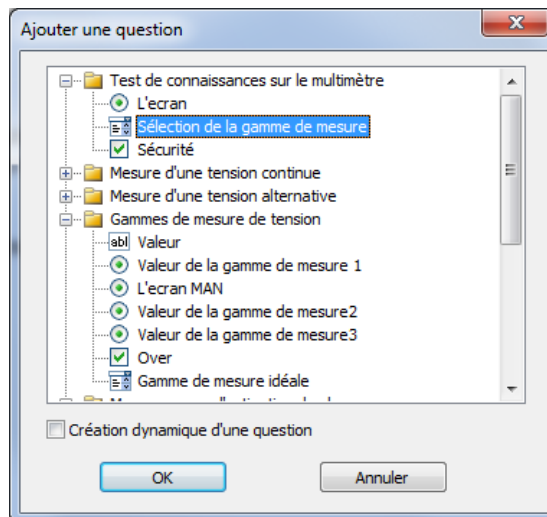 Ajouter une question
Test de connaissances sur le multimètre
L'ecran
Sélection de la gamme de mesure
Sécurité
Mesure d'une tension continue
Mesure d'une tension alternative
Gammes de mesure de tension
abl Valeur
Valeur de la gamme de mesure 1
L'ecran MAN
Valeur de la gamme de mesure2
Valeur de la gamme de mesure3
Over
Gamme de mesure idéale
Création dynamique d'une question
OK
Annuler